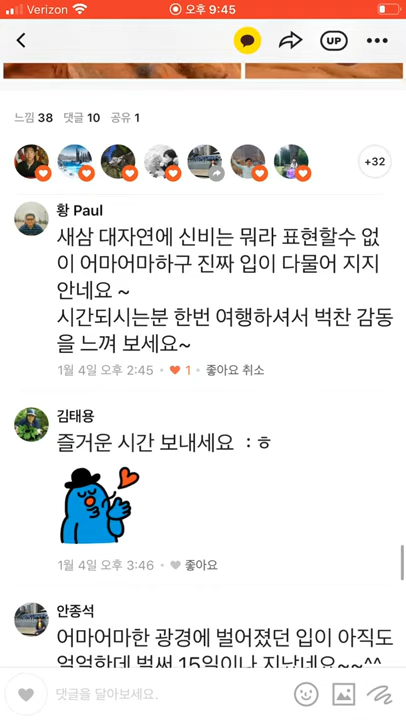 Verizon
오후 9:45
UP
느낌 38 댓글 10 공유 1
+32
황 Paul
새삼 대자연에 신비는 뭐라 표현할수 없
이 어마어마하구 진짜 입이 다물어 지지
안네요 ~
시간되시는분 한번 여행하셔서 벅찬 감동
을 느껴 보세요~
1월 4일 오후 2:45 • 1 • 좋아요 취소
김태용
즐거운 시간 보내세요 :ㅎ
1월 4일 오후 3:46 • 좋아요
안종석
어마어마한 광경에 벌어졌던 입이 아직도
얼얼한데 벌써 15일이나 지났네요~~^^
댓글을 달아보세요.